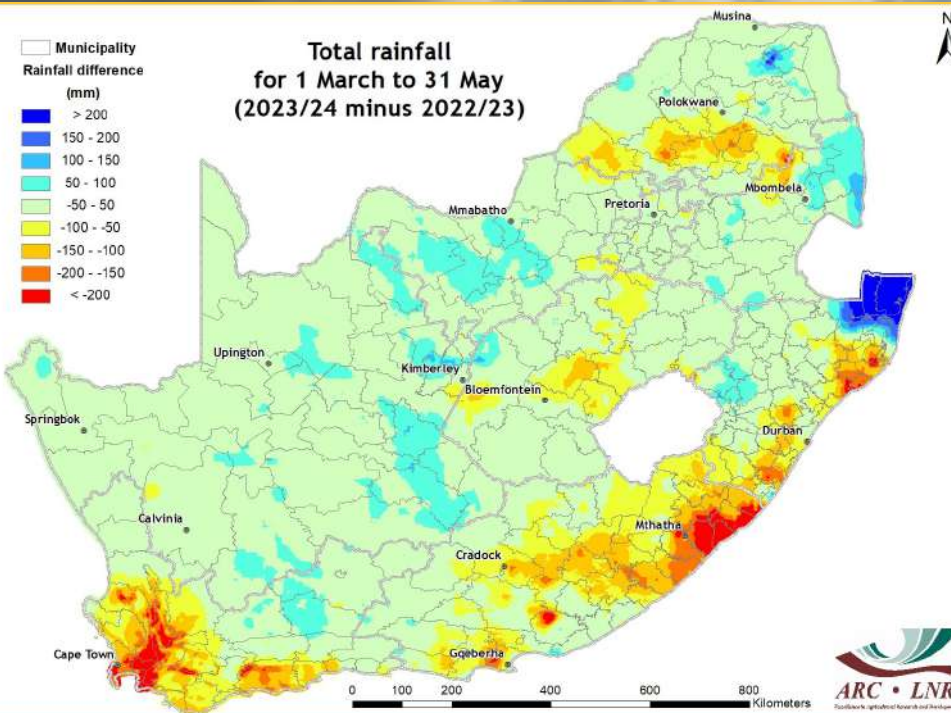 Total rainfall
for 1 March to 31 May
(2023/24 minus 2022/23)
Municipality
Rainfall difference
(mm)
> 200
150 - 200
100 - 150
50 - 100
-50 - 50
-100 - -50
-150 - -100
-200 - -150
< -200
N
Musina
Polokwane
Mbombela
Pretoria
Mmabatho
Upington
Kimberley
Bloemfontein
Springbok
Durban
Calvinia
Mthatha
Cradock
Cape Town
Gqeberha
0 100 200 400 600 800
Kilometers
ARC • LNR